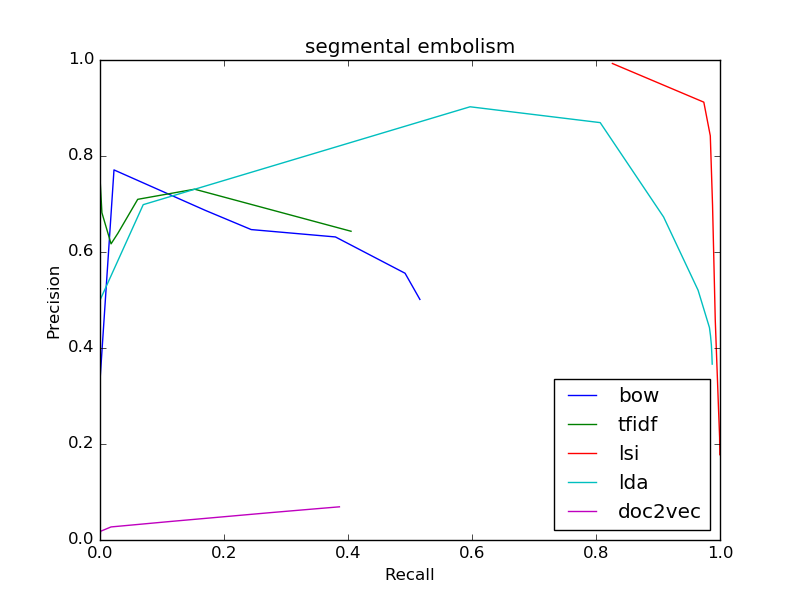 segmental embolism
1.0
0.8
0.6
0.4
0.2
0.0
Precision
0.0 0.2 0.4 0.6 0.8 1.0
Recall
bow
tfidf
lsi
lda
doc2vec